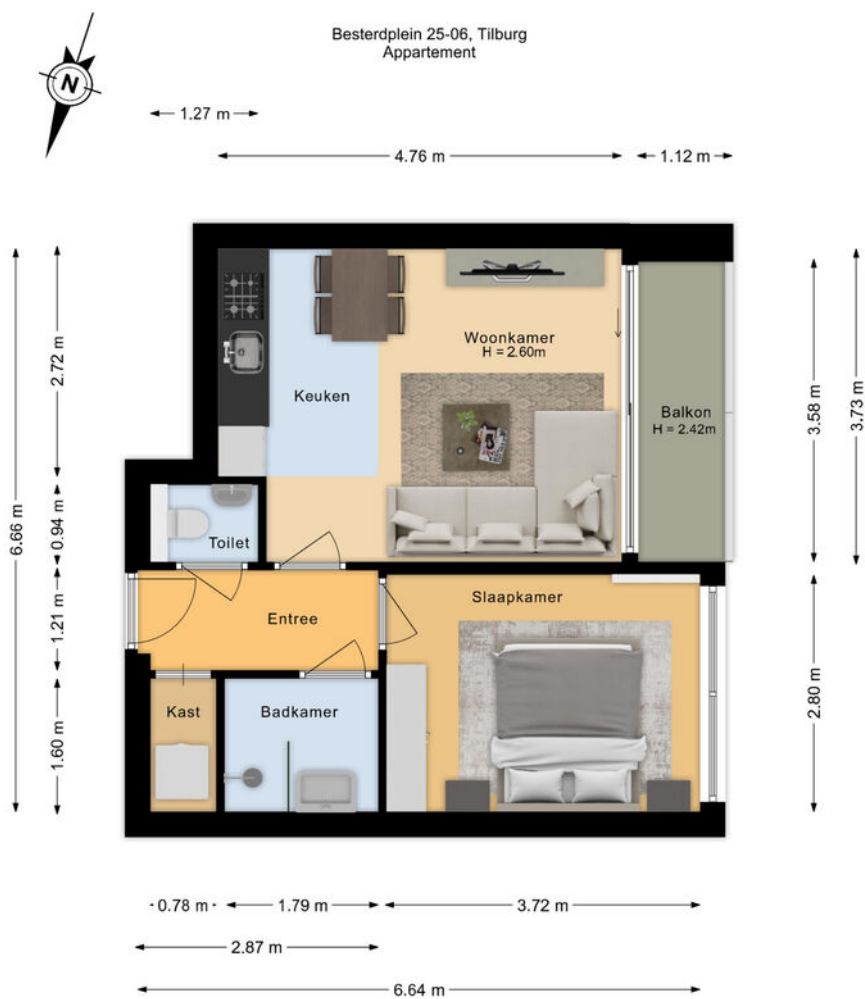 Besterdplein 25-06, Tilburg
Appartement
N
1.27 m
4.76 m
1.12 m
6.66 m
2.72 m
0.94 m
1.21 m
1.60 m
Woonkamer
H = 2.60m
Keuken
Balkon
H = 2.42m
3.58 m
3.73 m
Toilet
Slaapkamer
Entree
2.80 m
Kast
Badkamer
0.78 m
1.79 m
3.72 m
2.87 m
6.64 m